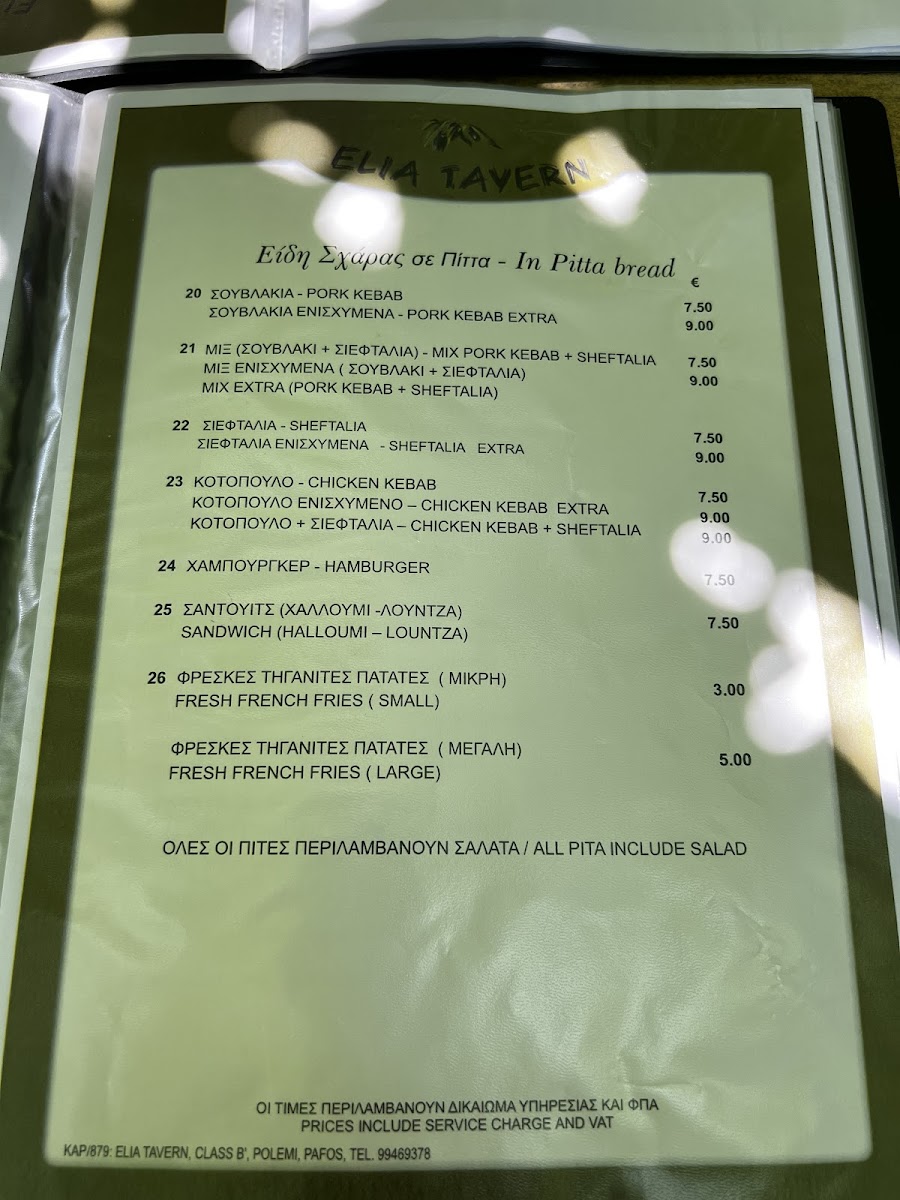 ELIA TAVERN
Είδη Σχάρας σε Πίττα - In Pitta bread
€
20 ΣΟΥΒΛΑΚΙΑ - PORK KEBAB 7.50
ΣΟΥΒΛΑΚΙΑ ΕΝΙΣΧΥΜΕΝΑ - PORK KEBAB EXTRA 9.00
21 ΜΙΞ (ΣΟΥΒΛΑΚΙ + ΣΙΕΦΤΑΛΙΑ) - MIX PORK KEBAB + SHEFTALIA 7.50
ΜΙΞ ΕΝΙΣΧΥΜΕΝΑ ( ΣΟΥΒΛΑΚΙ + ΣΙΕΦΤΑΛΙΑ) 9.00
MIX EXTRA (PORK KEBAB + SHEFTALIA)
22 ΣΙΕΦΤΑΛΙΑ - SHEFTALIA 7.50
ΣΙΕΦΤΑΛΙΑ ΕΝΙΣΧΥΜΕΝΑ - SHEFTALIA EXTRA 9.00
23 ΚΟΤΟΠΟΥΛΟ - CHICKEN KEBAB 7.50
ΚΟΤΟΠΟΥΛΟ ΕΝΙΣΧΥΜΕΝΟ – CHICKEN KEBAB EXTRA 9.00
ΚΟΤΟΠΟΥΛΟ + ΣΙΕΦΤΑΛΙΑ – CHICKEN KEBAB + SHEFTALIA 9.00
24 ΧΑΜΠΟΥΡΓΚΕΡ - HAMBURGER 7.50
25 ΣΑΝΤΟΥΙΤΣ (ΧΑΛΛΟΥΜΙ -ΛΟΥΝΤΖΑ)
SANDWICH (HALLOUMI – LOUNTZA) 7.50
26 ΦΡΕΣΚΕΣ ΤΗΓΑΝΙΤΕΣ ΠΑΤΑΤΕΣ ( ΜΙΚΡΗ)
FRESH FRENCH FRIES ( SMALL) 3.00
ΦΡΕΣΚΕΣ ΤΗΓΑΝΙΤΕΣ ΠΑΤΑΤΕΣ ( ΜΕΓΑΛΗ)
FRESH FRENCH FRIES ( LARGE) 5.00
ΟΛΕΣ ΟΙ ΠΙΤΕΣ ΠΕΡΙΛΑΜΒΑΝΟΥΝ ΣΑΛΑΤΑ / ALL PITA INCLUDE SALAD
ΟΙ ΤΙΜΕΣ ΠΕΡΙΛΑΜΒΑΝΟΥΝ ΔΙΚΑΙΩΜΑ ΥΠΗΡΕΣΙΑΣ ΚΑΙ ΦΠΑ
PRICES INCLUDE SERVICE CHARGE AND VAT
KAP/879: ELIA TAVERN, CLASS B', POLEMI, PAFOS, TEL. 99469378